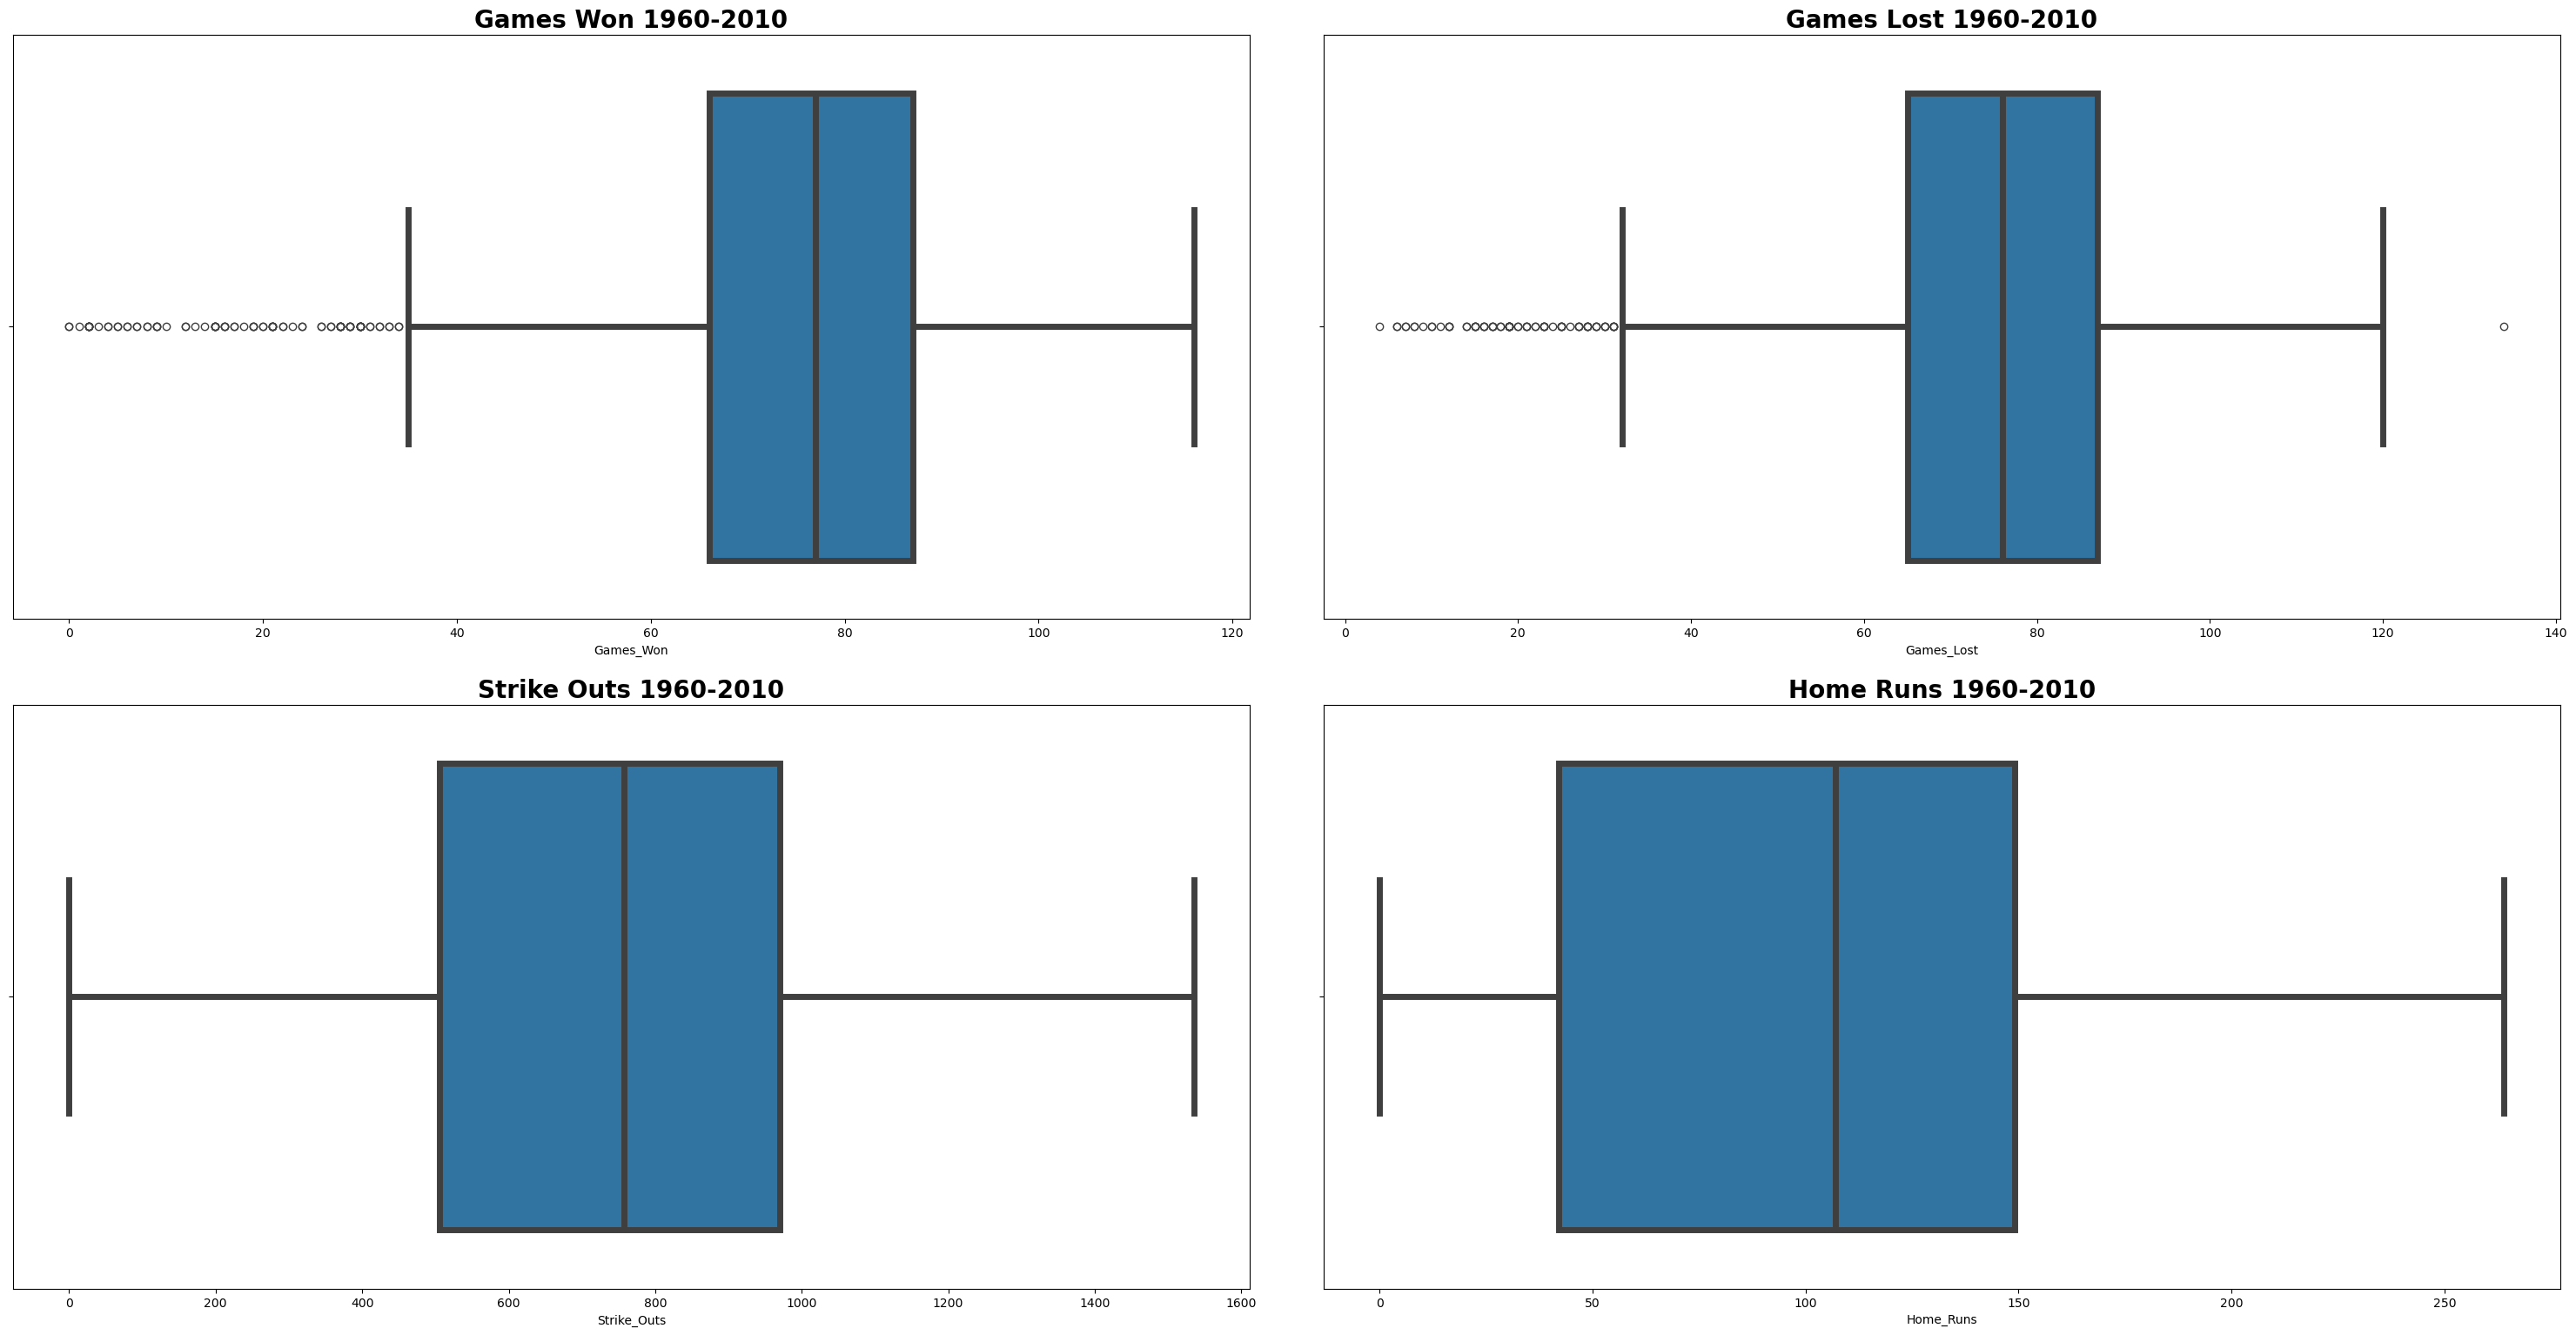 Games Won 1960-2010
0 20 40 60 80 100 120
Games_Won
Games Lost 1960-2010
0 20 40 60 80 100 120 140
Games_Lost
Strike Outs 1960-2010
0 200 400 600 800 1000 1200 1400 1600
Strike_Outs
Home Runs 1960-2010
0 50 100 150 200 250
Home_Runs